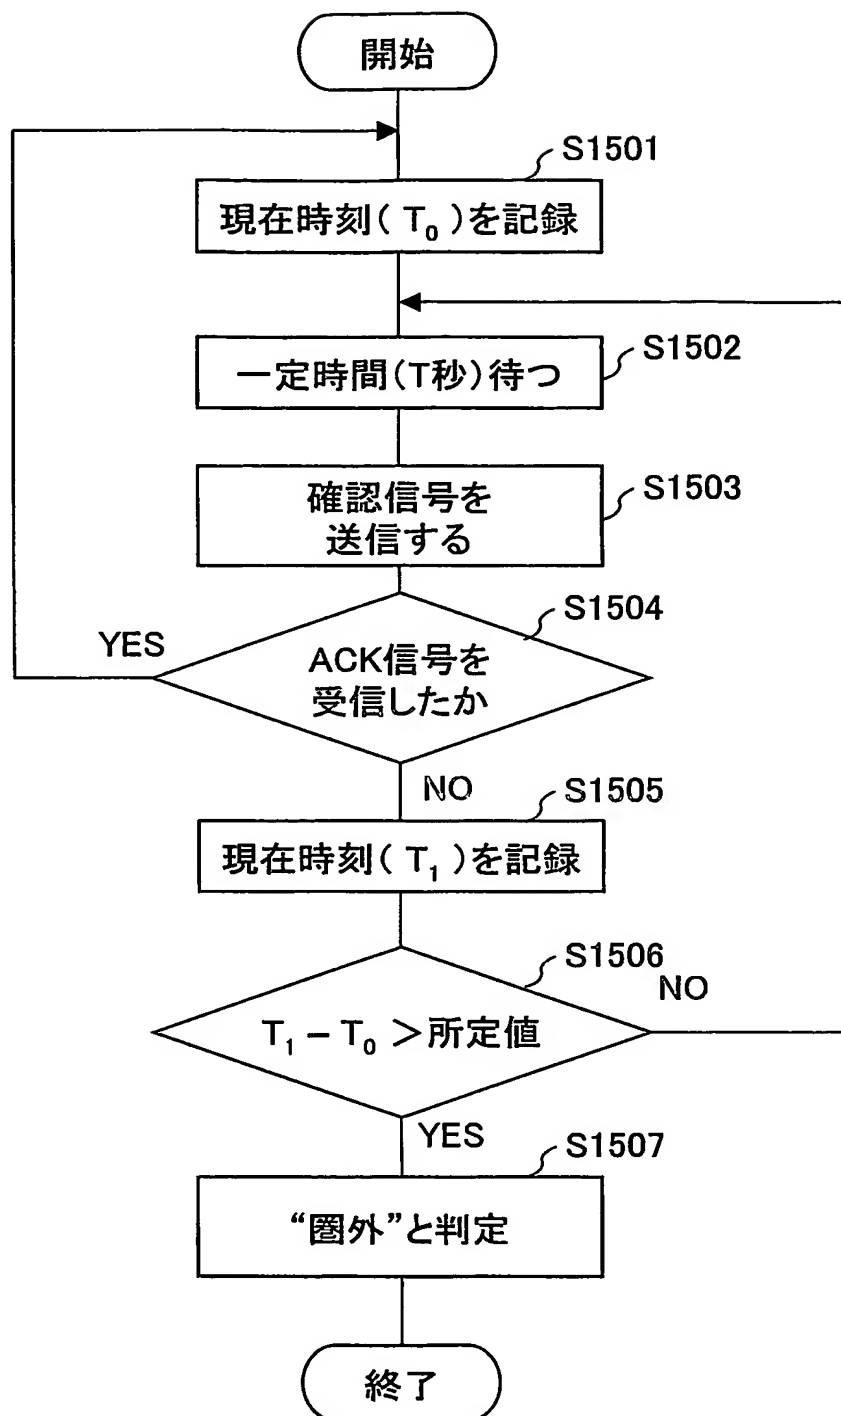 開始
S1501
現在時刻( T₀ )を記録
S1502
一定時間(T秒)待つ
S1503
確認信号を
送信する
S1504
YES
ACK信号を
受信したか
NO
S1505
現在時刻( T₁ )を記録
S1506
NO
T₁ − T₀ >所定値
YES
S1507
“圏外”と判定
終了